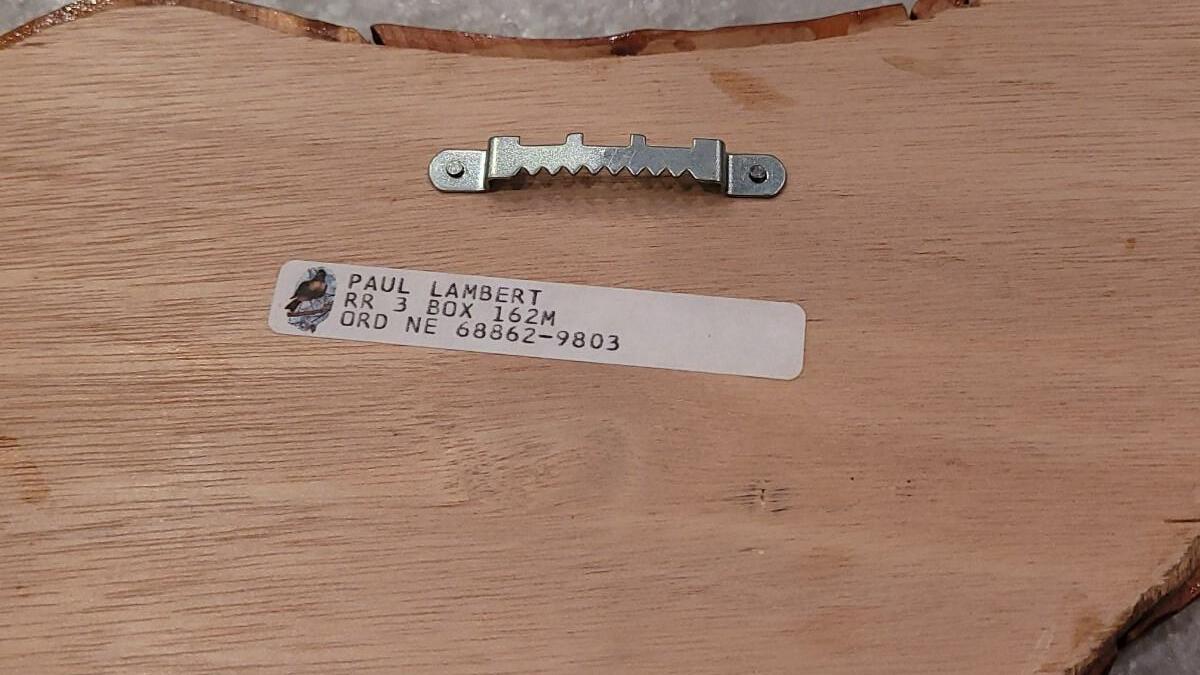 PAUL LAMBERT
RR 3 BOX 162M
ORD NE 68862-9803